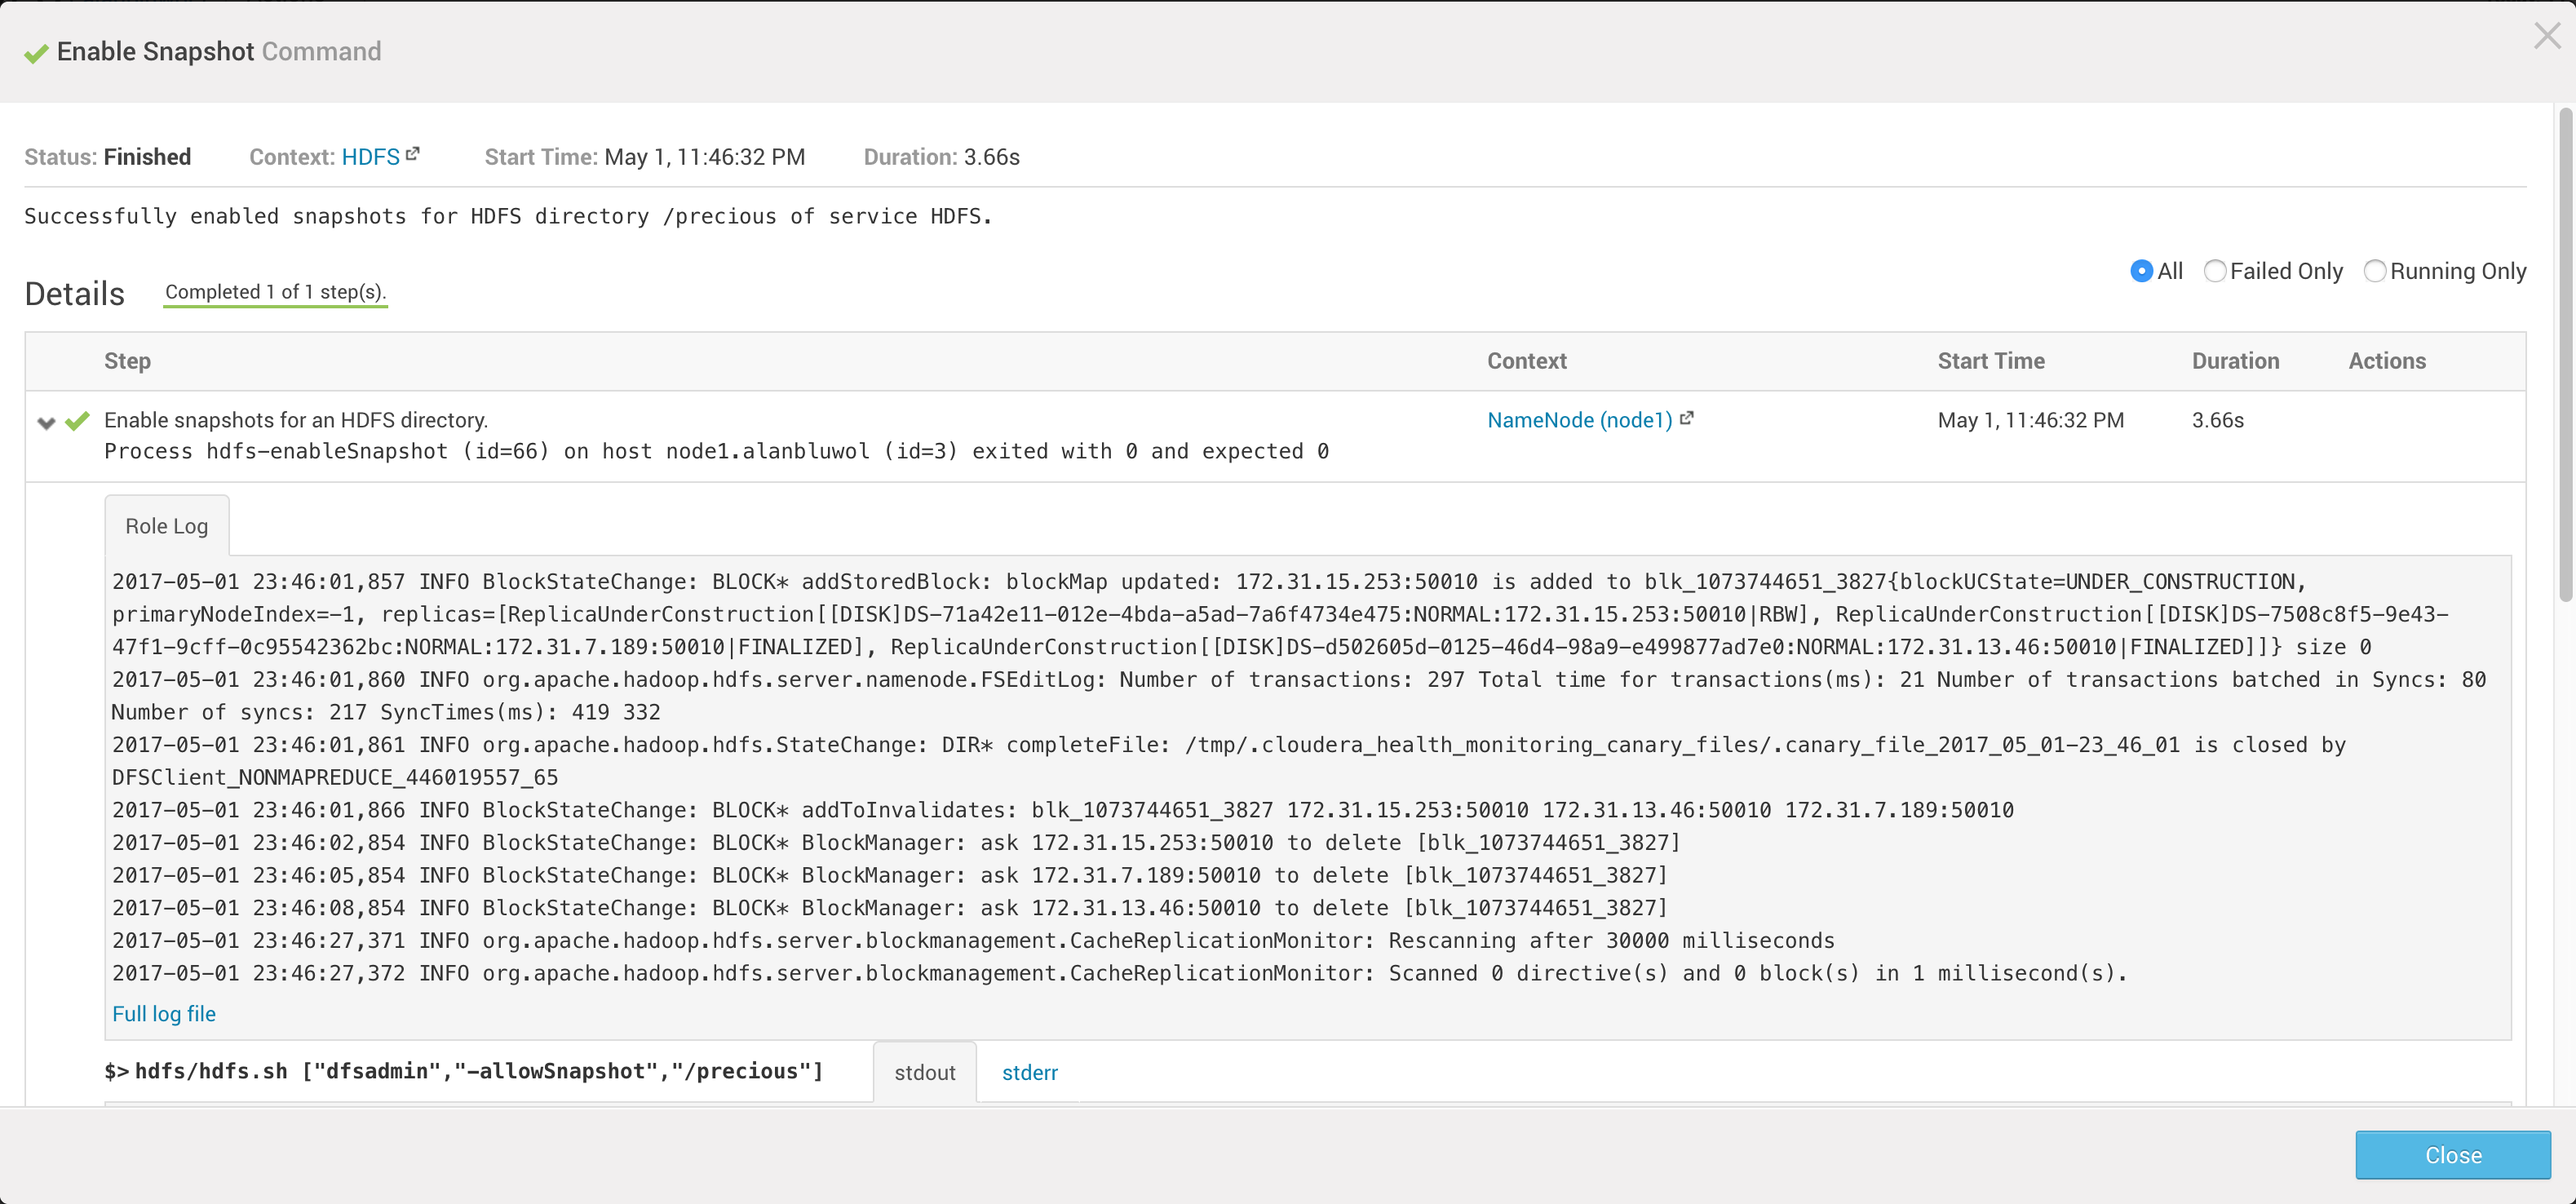 Enable Snapshot Command
Status: Finished Context: HDFS Start Time: May 1, 11:46:32 PM Duration: 3.66s
Successfully enabled snapshots for HDFS directory /precious of service HDFS.
Details Completed 1 of 1 step(s). All Failed Only Running Only
Step Context Start Time Duration Actions
Enable snapshots for an HDFS directory. NameNode (node1) May 1, 11:46:32 PM 3.66s
Process hdfs-enableSnapshot (id=66) on host node1.alanbluwol (id=3) exited with 0 and expected 0
Role Log
2017-05-01 23:46:01,857 INFO BlockStateChange: BLOCK* addStoredBlock: blockMap updated: 172.31.15.253:50010 is added to blk_1073744651_3827{blockUCState=UNDER_CONSTRUCTION,
primaryNodeIndex=-1, replicas=[ReplicaUnderConstruction[[DISK]DS-71a42e11-012e-4bda-a5ad-7a6f4734e475:NORMAL:172.31.15.253:50010|RBW], ReplicaUnderConstruction[[DISK]DS-7508c8f5-9e43-
47f1-9cff-0c95542362bc:NORMAL:172.31.7.189:50010|FINALIZED], ReplicaUnderConstruction[[DISK]DS-d502605d-0125-46d4-98a9-e499877ad7e0:NORMAL:172.31.13.46:50010|FINALIZED]]} size 0
2017-05-01 23:46:01,860 INFO org.apache.hadoop.hdfs.server.namenode.FSEditLog: Number of transactions: 297 Total time for transactions(ms): 21 Number of transactions batched in Syncs: 80
Number of syncs: 217 SyncTimes(ms): 419 332
2017-05-01 23:46:01,861 INFO org.apache.hadoop.hdfs.StateChange: DIR* completeFile: /tmp/.cloudera_health_monitoring_canary_files/.canary_file_2017_05_01-23_46_01 is closed by
DFSClient_NONMAPREDUCE_446019557_65
2017-05-01 23:46:01,866 INFO BlockStateChange: BLOCK* addToInvalidates: blk_1073744651_3827 172.31.15.253:50010 172.31.13.46:50010 172.31.7.189:50010
2017-05-01 23:46:02,854 INFO BlockStateChange: BLOCK* BlockManager: ask 172.31.15.253:50010 to delete [blk_1073744651_3827]
2017-05-01 23:46:05,854 INFO BlockStateChange: BLOCK* BlockManager: ask 172.31.7.189:50010 to delete [blk_1073744651_3827]
2017-05-01 23:46:08,854 INFO BlockStateChange: BLOCK* BlockManager: ask 172.31.13.46:50010 to delete [blk_1073744651_3827]
2017-05-01 23:46:27,371 INFO org.apache.hadoop.hdfs.server.blockmanagement.CacheReplicationMonitor: Rescanning after 30000 milliseconds
2017-05-01 23:46:27,372 INFO org.apache.hadoop.hdfs.server.blockmanagement.CacheReplicationMonitor: Scanned 0 directive(s) and 0 block(s) in 1 millisecond(s).
Full log file
$> hdfs/hdfs.sh ["dfsadmin","-allowSnapshot","/precious"] stdout stderr
Close